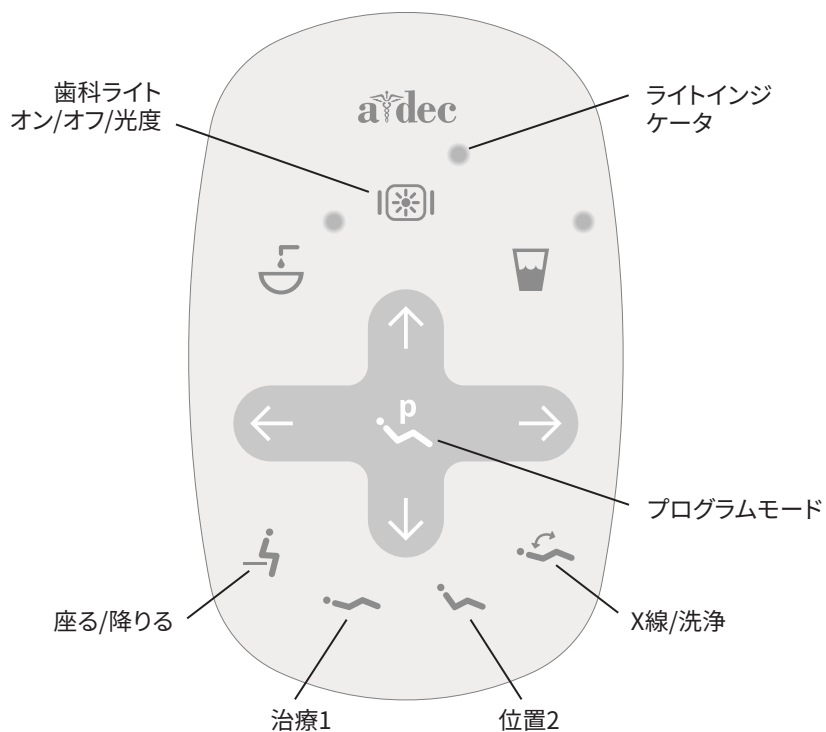 歯科ライト
オン/オフ/光度
a dec
ライトインジ
ケータ
p
プログラムモード
座る/降りる
X線/洗浄
治療1
位置2